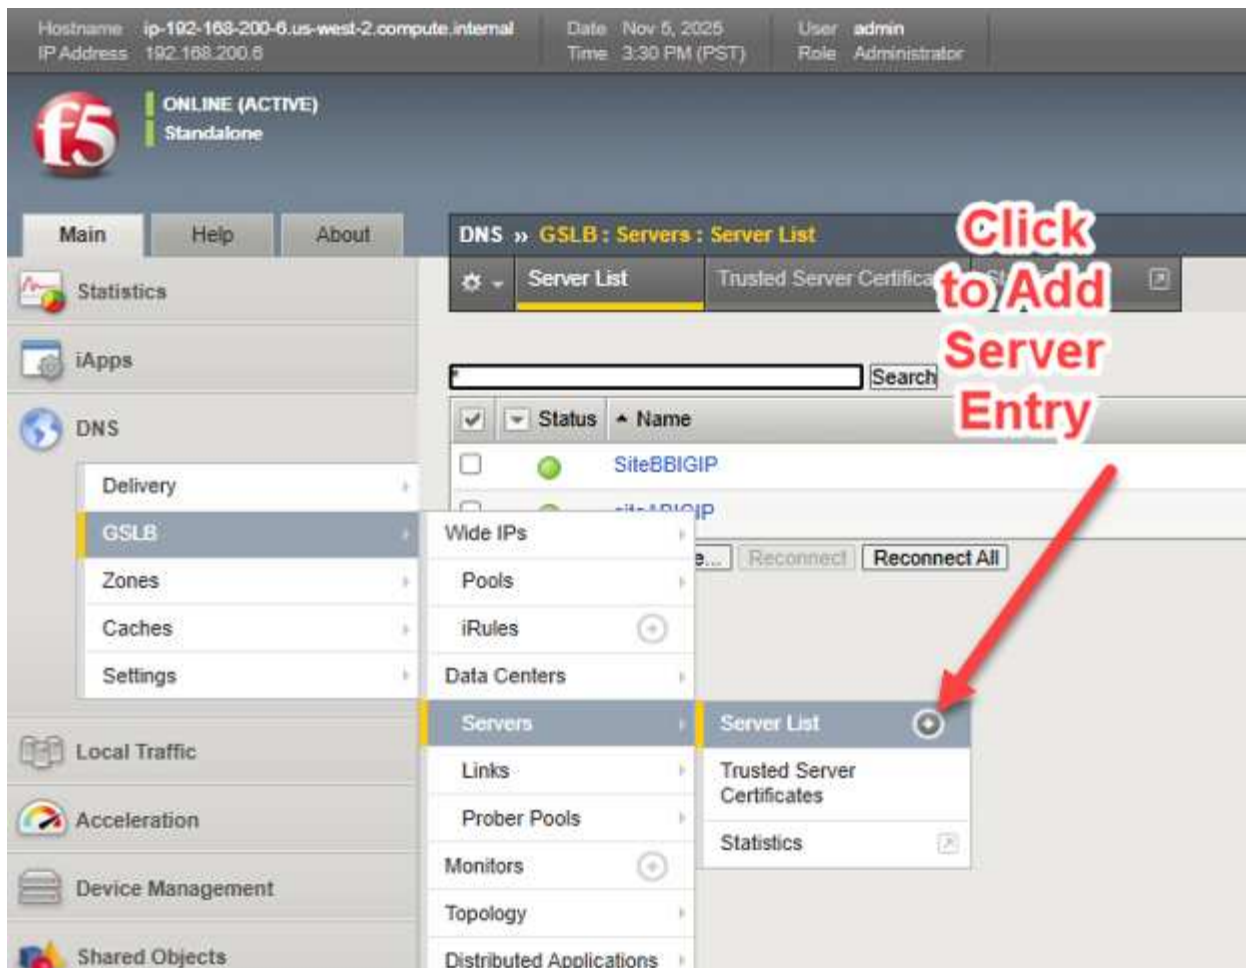 Hostname ip-192-168-200-6.us-west-2.compute.internal Date Nov 5, 2025 User admin
IP Address 192.168.200.6 Time 3:30 PM (PST) Role Administrator
f5
ONLINE (ACTIVE)
Standalone
Main Help About
DNS » GSLB : Servers : Server List
Server List Trusted Server Certifica
Click
to Add
Server
Entry
Statistics
iApps
DNS
Delivery
GSLB
Zones
Caches
Settings
Local Traffic
Acceleration
Device Management
Shared Objects
* Search
Status Name
SiteBBIGIP
siteABIGIP
e... Reconnect Reconnect All
Wide IPs
Pools
iRules
Data Centers
Servers
Links
Prober Pools
Monitors
Topology
Distributed Applications
Server List
Trusted Server
Certificates
Statistics